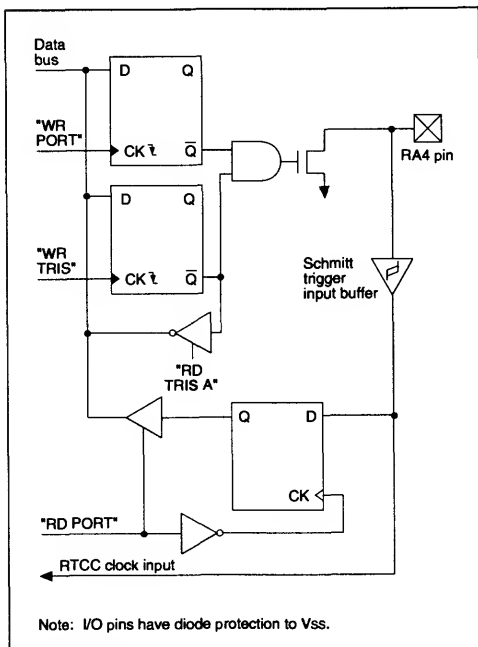 Data
bus
D Q
"WR
PORT"
CK Q
RA4 pin
D Q
"WR
TRIS"
CK Q
Schmitt
trigger
input buffer
"RD
TRIS A"
Q D
CK
"RD PORT"
RTCC clock input
Note: I/O pins have diode protection to Vss.